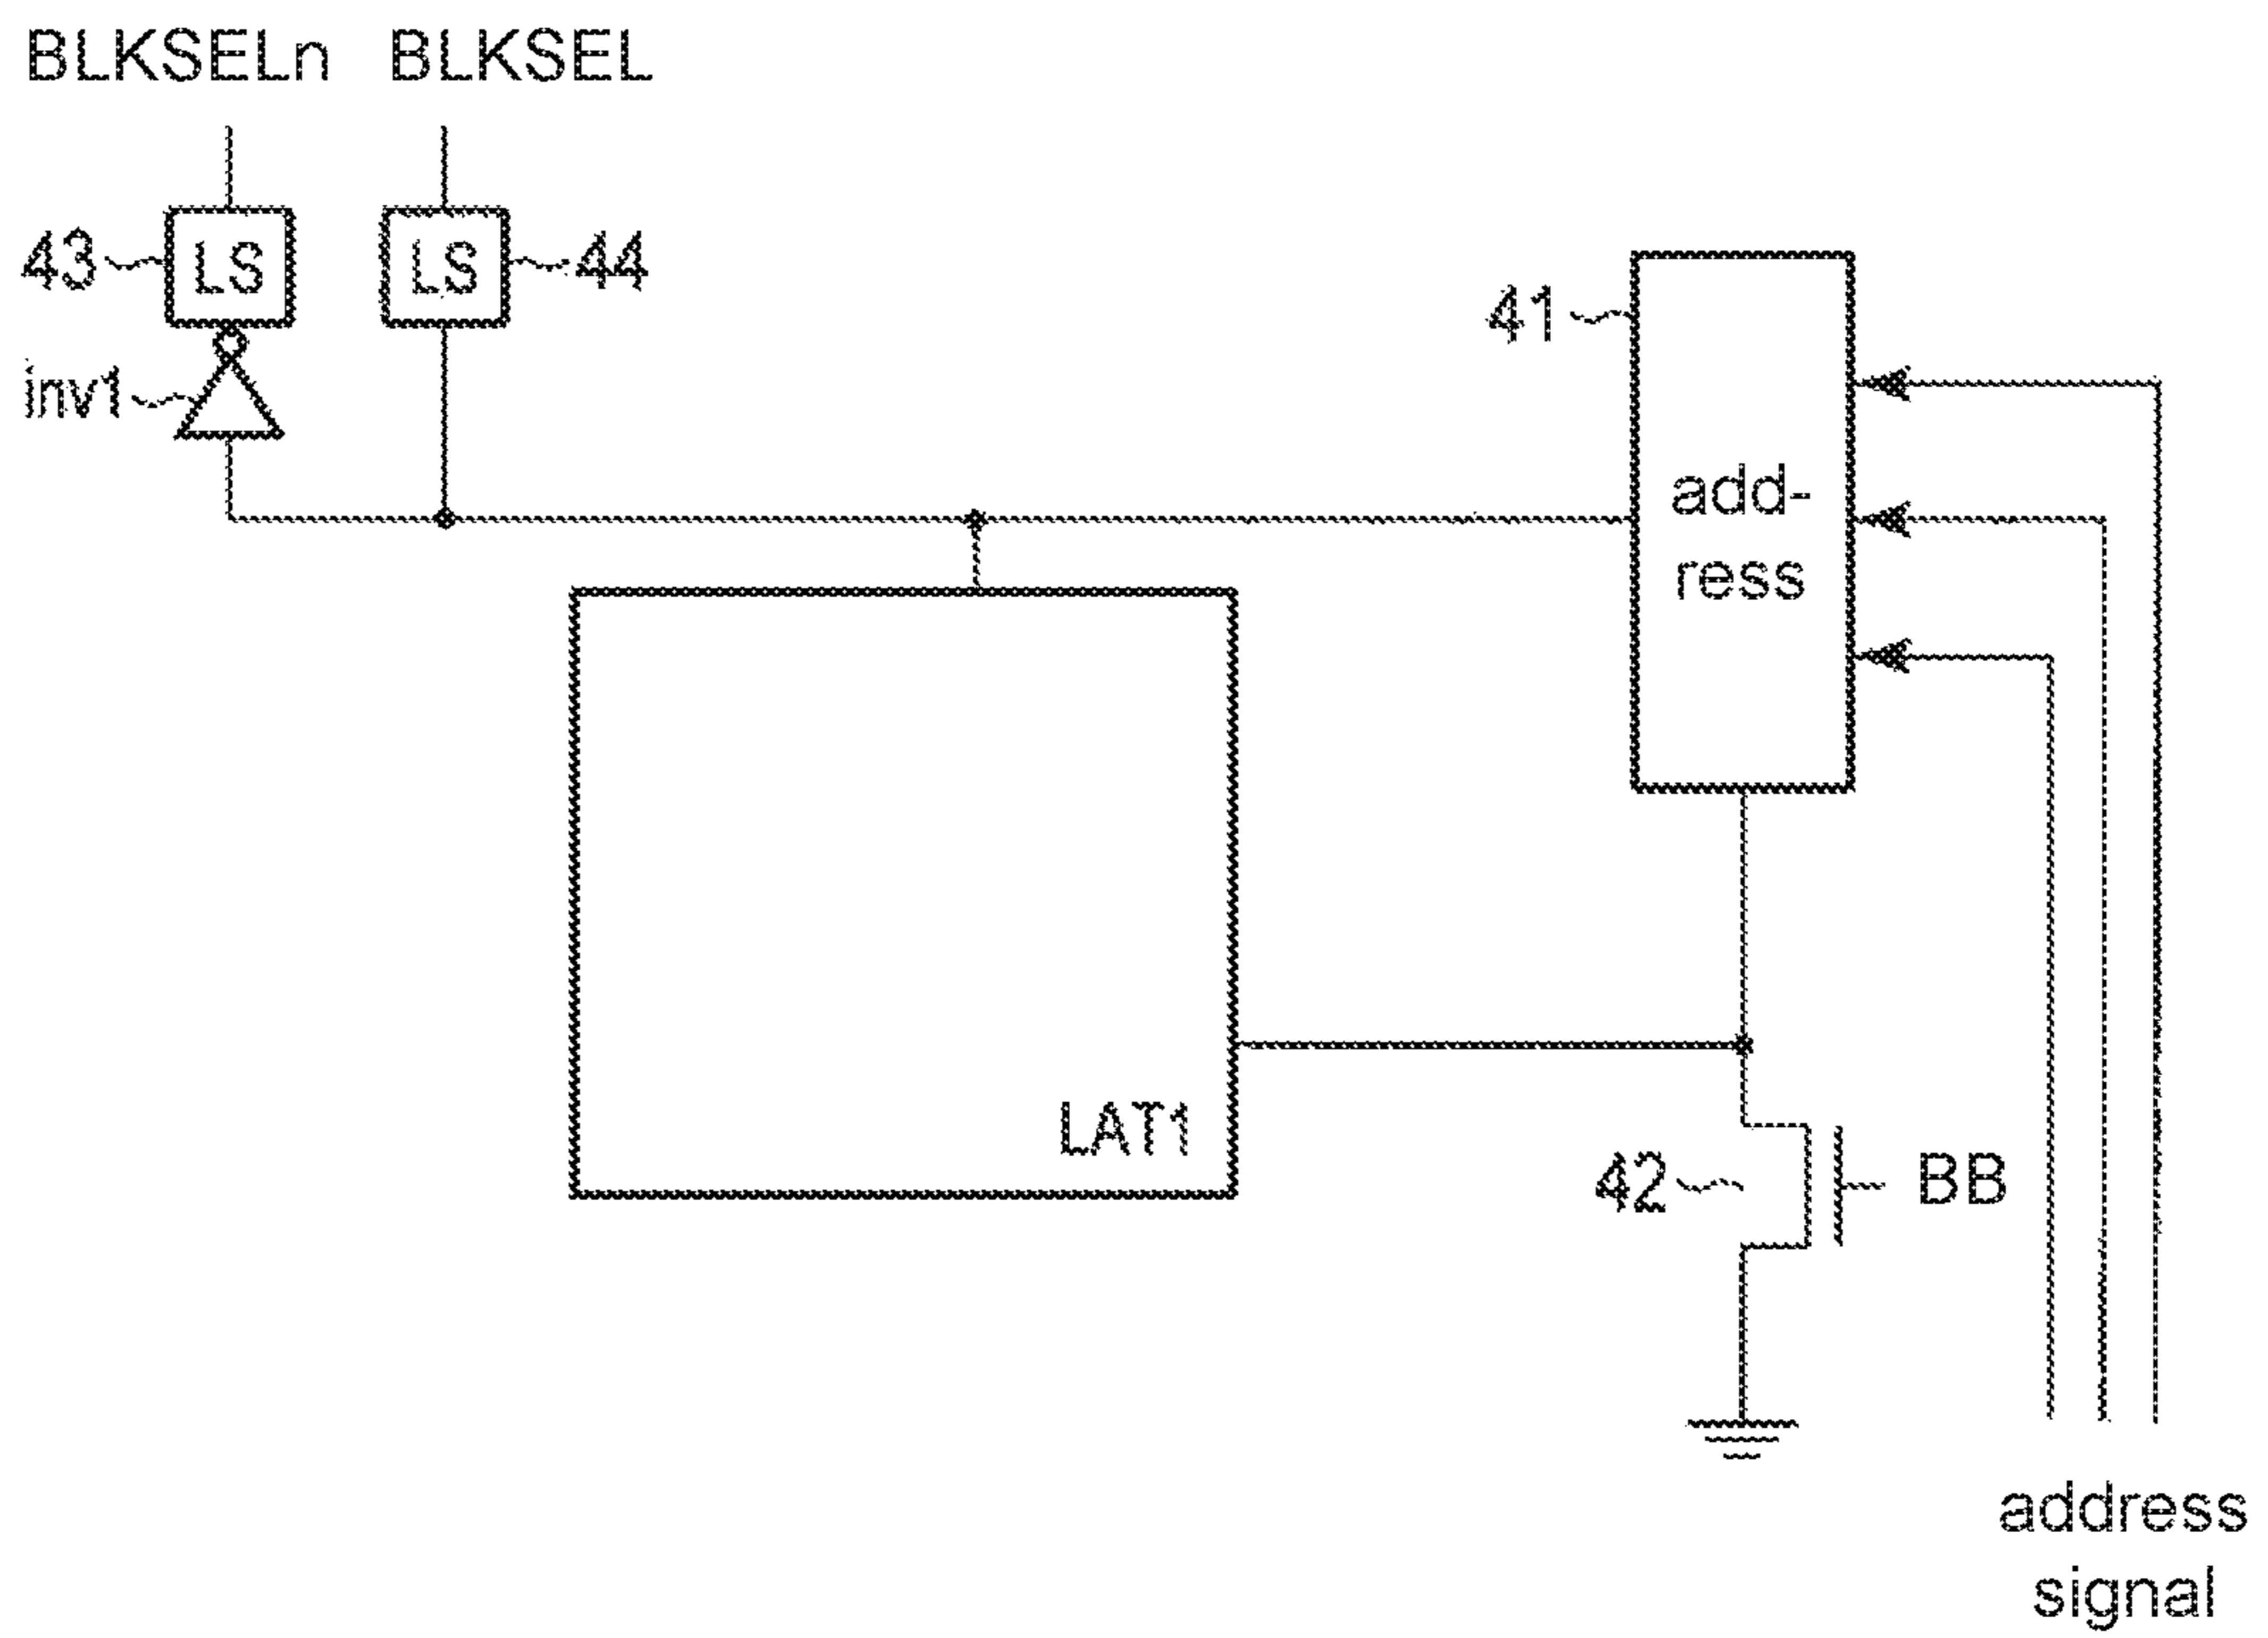 BLKSELn BLKSEL
43 LS LS 44
41
inv1
add-
ress
LAT1
42 BB
address
signal